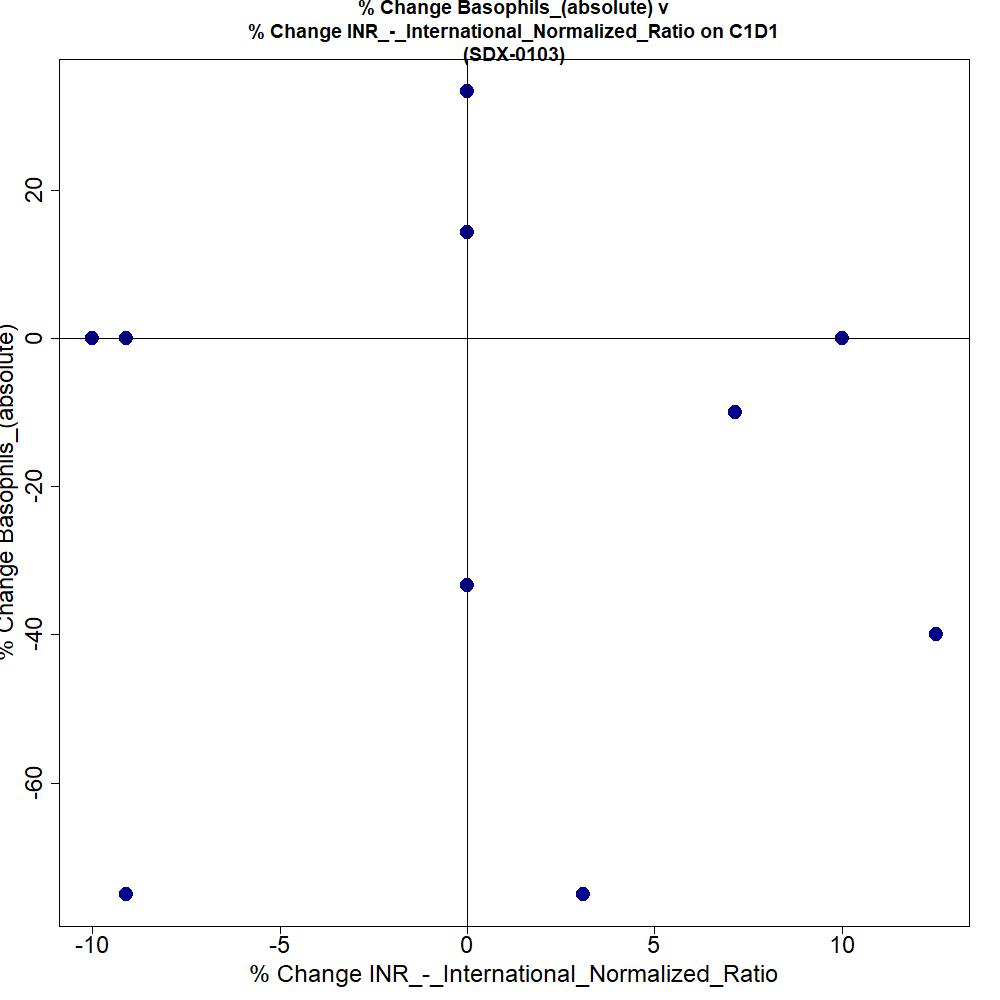 % Change Basophils_(absolute) v
% Change INR_-_International_Normalized_Ratio on C1D1
(SDX-0103)
% Change Basophils_(absolute)
20
0
-20
-40
-60
-10
-5
0
5
10
% Change INR_-_International_Normalized_Ratio